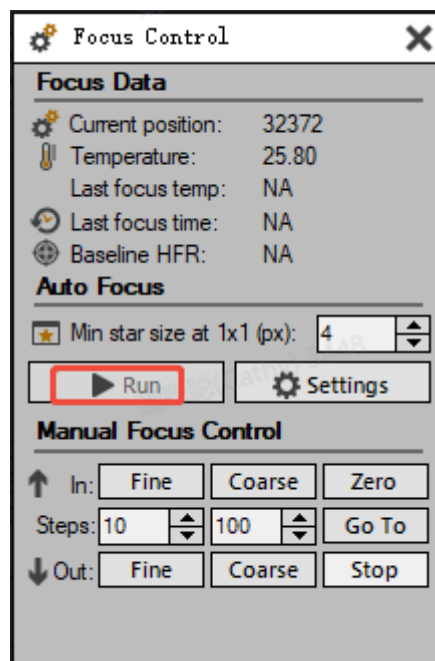 Focus Control
Focus Data
Current position: 32372
Temperature: 25.80
Last focus temp: NA
Last focus time: NA
Baseline HFR: NA
Auto Focus
Min star size at 1x1 (px): 4
Run Settings
Manual Focus Control
In: Fine Coarse Zero
Steps: 10 100 Go To
Out: Fine Coarse Stop